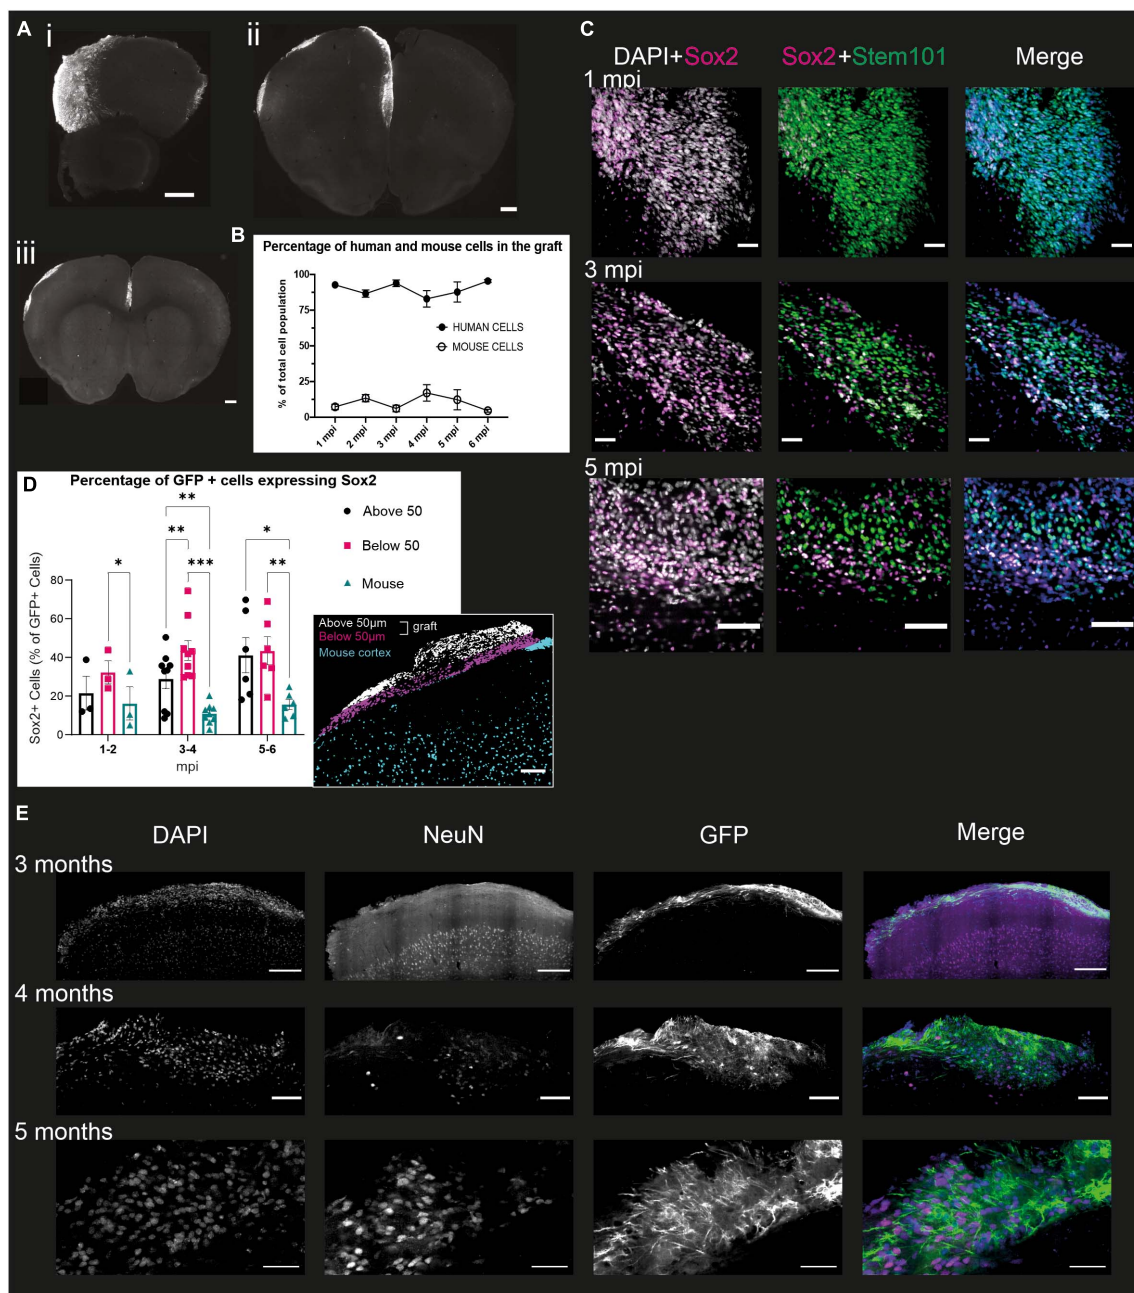 A
i
ii
iii
B
Percentage of human and mouse cells in the graft
% of total cell population
100
75
50
25
0
HUMAN CELLS
MOUSE CELLS
1 mpi
2 mpi
3 mpi
4 mpi
5 mpi
6 mpi
C
DAPI+Sox2
Sox2+Stem101
Merge
1 mpi
3 mpi
5 mpi
D
Percentage of GFP + cells expressing Sox2
Sox2+ Cells (% of GFP+ Cells)
80
60
40
20
0
*
**
**
***
*
**
1-2
3-4
5-6
mpi
Above 50
Below 50
Mouse
Above 50µm
Below 50µm
graft
Mouse cortex
E
DAPI
NeuN
GFP
Merge
3 months
4 months
5 months